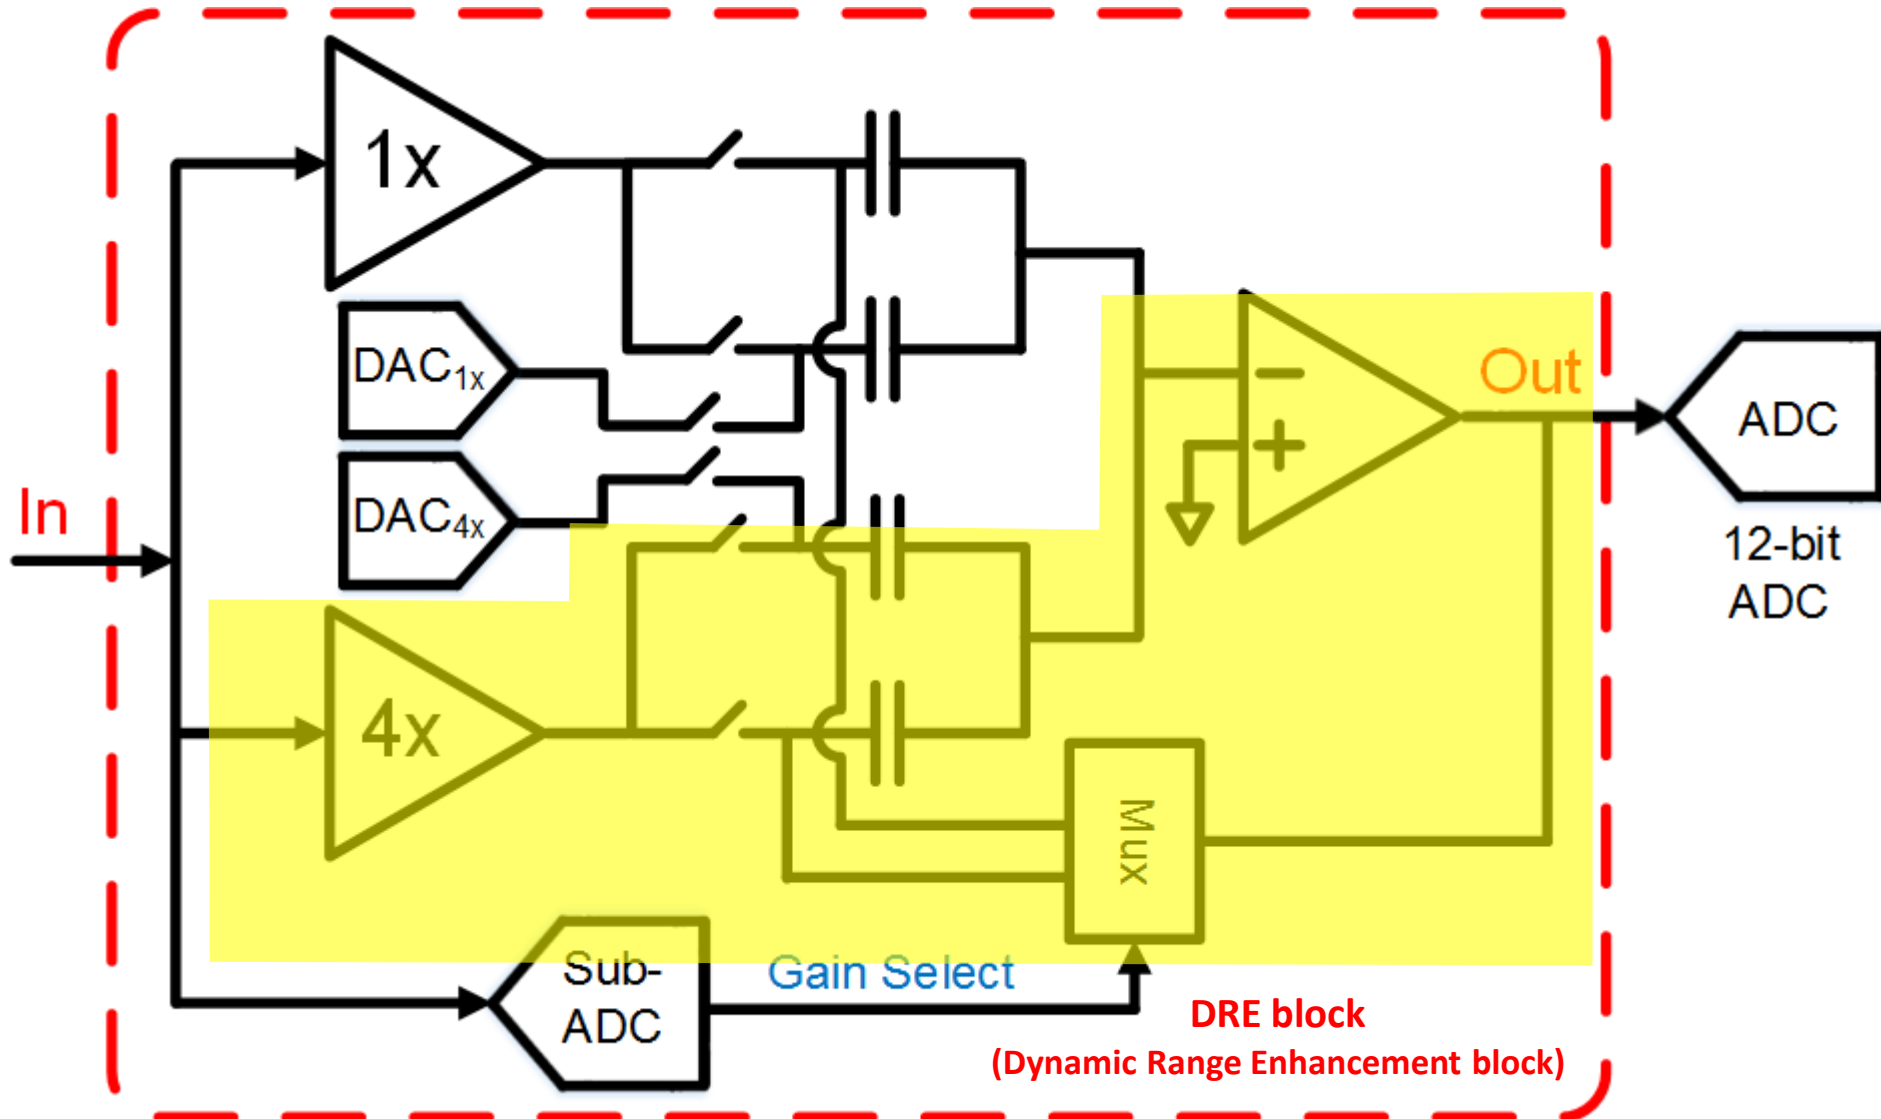 1x
DAC1x
DAC4x
In
4x
Out
−
+
ADC
12-bit
ADC
Mux
Sub-
ADC
Gain Select
DRE block
(Dynamic Range Enhancement block)